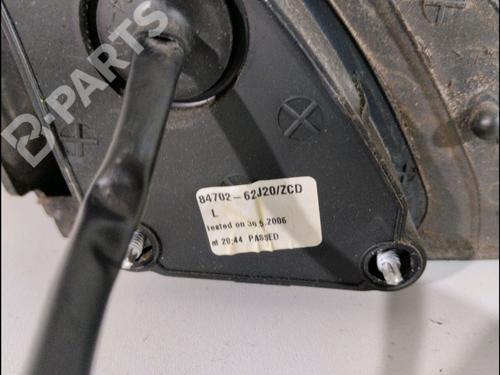 B-PARTS
84702-62J20/ZCD
L
tested on 30.5.2006
at 20:44 PASSED